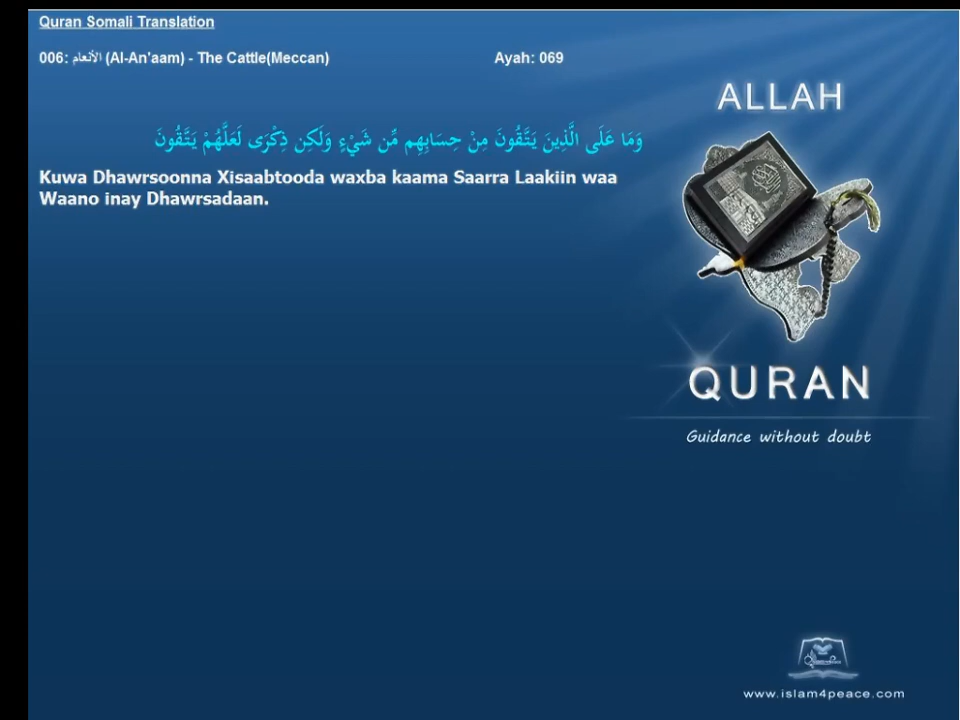 Quran Somali Translation
006: الأنعام (Al-An'aam) - The Cattle(Meccan) Ayah: 069
وَمَا عَلَى الَّذِينَ يَتَّقُونَ مِنْ حِسَابِهِم مِّن شَيْءٍ وَلَكِن ذِكْرَى لَعَلَّهُمْ يَتَّقُونَ
Kuwa Dhawrsoonna Xisaabtooda waxba kaama Saarra Laakiin waa
Waano inay Dhawrsadaan.
ALLAH
QURAN
Guidance without doubt
www.islam4peace.com